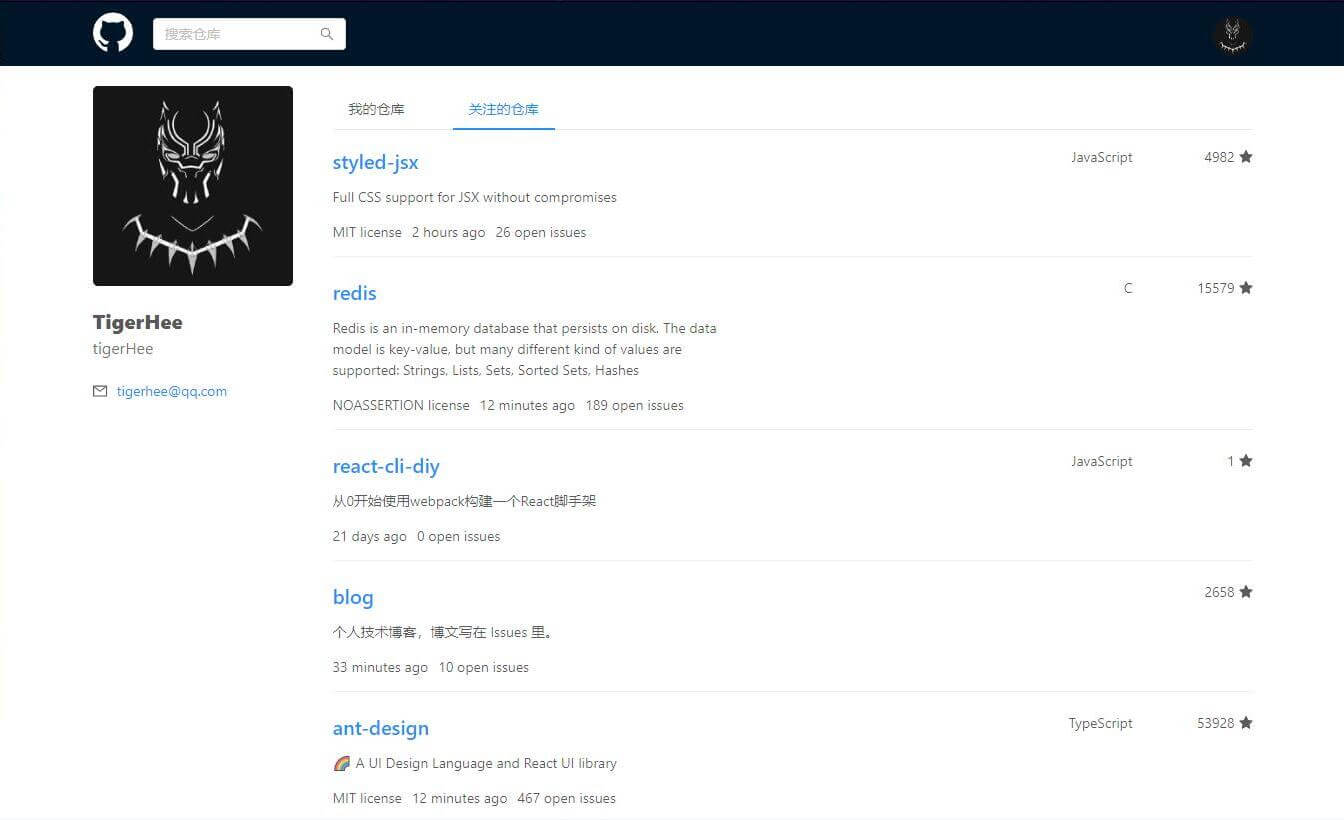 搜索仓库
TigerHee
tigerHee
tigerhee@qq.com
我的仓库 关注的仓库
styled-jsx JavaScript 4982
Full CSS support for JSX without compromises
MIT license 2 hours ago 26 open issues
redis C 15579
Redis is an in-memory database that persists on disk. The data
model is key-value, but many different kind of values are
supported: Strings, Lists, Sets, Sorted Sets, Hashes
NOASSERTION license 12 minutes ago 189 open issues
react-cli-diy JavaScript 1
从0开始使用webpack构建一个React脚手架
21 days ago 0 open issues
blog 2658
个人技术博客，博文写在 Issues 里。
33 minutes ago 10 open issues
ant-design TypeScript 53928
🌈 A UI Design Language and React UI library
MIT license 12 minutes ago 467 open issues